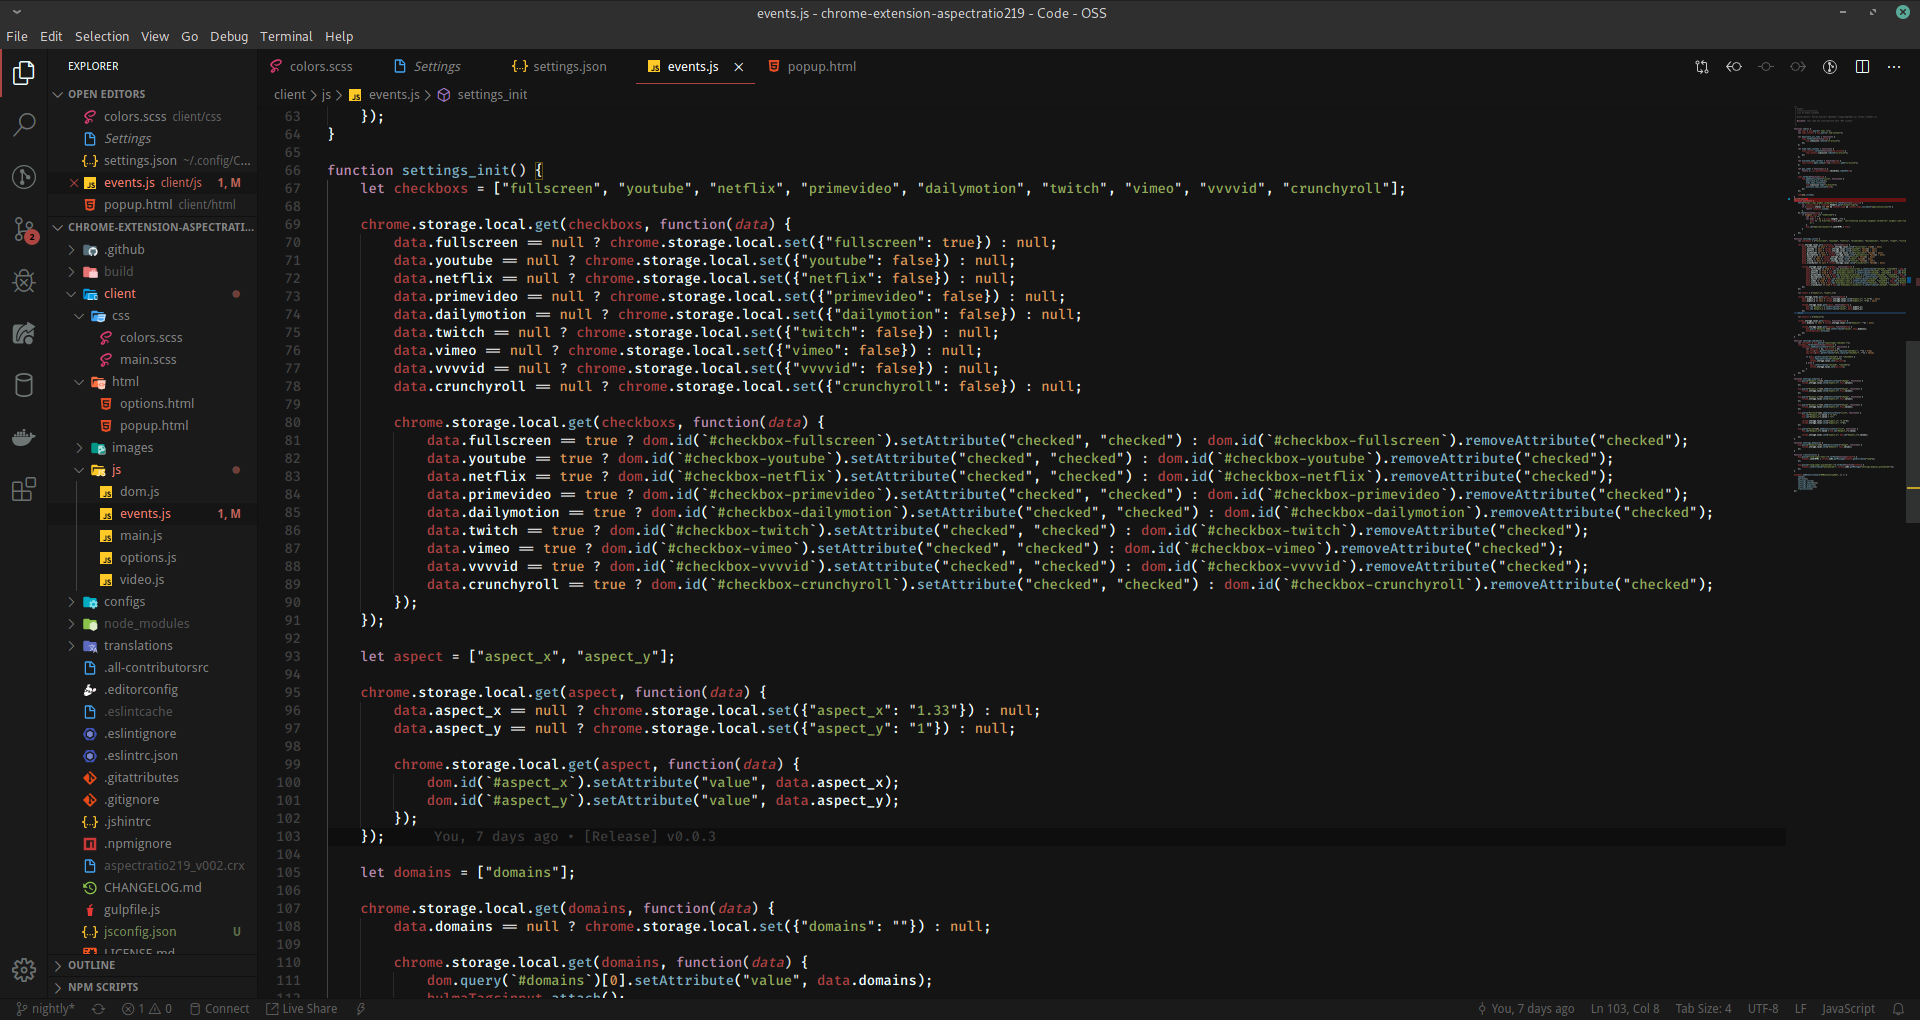 events.js - chrome-extension-aspectratio219 - Code - OSS
File Edit Selection View Go Debug Terminal Help
EXPLORER
OPEN EDITORS
colors.scss client/css
Settings
settings.json ~/.config/C...
events.js client/js 1, M
popup.html client/html
CHROME-EXTENSION-ASPECTRATI...
.github
build
client
css
colors.scss
main.scss
html
options.html
popup.html
images
js
dom.js
events.js 1, M
main.js
options.js
video.js
configs
node_modules
translations
.all-contributorsrc
.editorconfig
.eslintcache
.eslintignore
.eslintrc.json
.gitattributes
.gitignore
.jshintrc
.npmignore
aspectratio219_v002.crx
CHANGELOG.md
gulpfile.js
jsconfig.json U
LICENSE.md
OUTLINE
NPM SCRIPTS
2
colors.scss Settings settings.json events.js popup.html
client > js > events.js > settings_init
63 });
64 }
65
66 function settings_init() {
67 let checkboxs = ["fullscreen", "youtube", "netflix", "primevideo", "dailymotion", "twitch", "vimeo", "vvvvid", "crunchyroll"];
68
69 chrome.storage.local.get(checkboxs, function(data) {
70 data.fullscreen == null ? chrome.storage.local.set({"fullscreen": true}) : null;
71 data.youtube == null ? chrome.storage.local.set({"youtube": false}) : null;
72 data.netflix == null ? chrome.storage.local.set({"netflix": false}) : null;
73 data.primevideo == null ? chrome.storage.local.set({"primevideo": false}) : null;
74 data.dailymotion == null ? chrome.storage.local.set({"dailymotion": false}) : null;
75 data.twitch == null ? chrome.storage.local.set({"twitch": false}) : null;
76 data.vimeo == null ? chrome.storage.local.set({"vimeo": false}) : null;
77 data.vvvvid == null ? chrome.storage.local.set({"vvvvid": false}) : null;
78 data.crunchyroll == null ? chrome.storage.local.set({"crunchyroll": false}) : null;
79
80 chrome.storage.local.get(checkboxs, function(data) {
81 data.fullscreen == true ? dom.id(`#checkbox-fullscreen`).setAttribute("checked", "checked") : dom.id(`#checkbox-fullscreen`).removeAttribute("checked");
82 data.youtube == true ? dom.id(`#checkbox-youtube`).setAttribute("checked", "checked") : dom.id(`#checkbox-youtube`).removeAttribute("checked");
83 data.netflix == true ? dom.id(`#checkbox-netflix`).setAttribute("checked", "checked") : dom.id(`#checkbox-netflix`).removeAttribute("checked");
84 data.primevideo == true ? dom.id(`#checkbox-primevideo`).setAttribute("checked", "checked") : dom.id(`#checkbox-primevideo`).removeAttribute("checked");
85 data.dailymotion == true ? dom.id(`#checkbox-dailymotion`).setAttribute("checked", "checked") : dom.id(`#checkbox-dailymotion`).removeAttribute("checked");
86 data.twitch == true ? dom.id(`#checkbox-twitch`).setAttribute("checked", "checked") : dom.id(`#checkbox-twitch`).removeAttribute("checked");
87 data.vimeo == true ? dom.id(`#checkbox-vimeo`).setAttribute("checked", "checked") : dom.id(`#checkbox-vimeo`).removeAttribute("checked");
88 data.vvvvid == true ? dom.id(`#checkbox-vvvvid`).setAttribute("checked", "checked") : dom.id(`#checkbox-vvvvid`).removeAttribute("checked");
89 data.crunchyroll == true ? dom.id(`#checkbox-crunchyroll`).setAttribute("checked", "checked") : dom.id(`#checkbox-crunchyroll`).removeAttribute("checked");
90 });
91 });
92
93 let aspect = ["aspect_x", "aspect_y"];
94
95 chrome.storage.local.get(aspect, function(data) {
96 data.aspect_x == null ? chrome.storage.local.set({"aspect_x": "1.33"}) : null;
97 data.aspect_y == null ? chrome.storage.local.set({"aspect_y": "1"}) : null;
98
99 chrome.storage.local.get(aspect, function(data) {
100 dom.id(`#aspect_x`).setAttribute("value", data.aspect_x);
101 dom.id(`#aspect_y`).setAttribute("value", data.aspect_y);
102 });
103 }); You, 7 days ago • [Release] v0.0.3
104
105 let domains = ["domains"];
106
107 chrome.storage.local.get(domains, function(data) {
108 data.domains == null ? chrome.storage.local.set({"domains": ""}) : null;
109
110 chrome.storage.local.get(domains, function(data) {
111 dom.query(`#domains`)[0].setAttribute("value", data.domains);
112 bulmaTagsinput.attach();
nightly* 1 0 Connect Live Share You, 7 days ago Ln 103, Col 8 Tab Size: 4 UTF-8 LF JavaScript